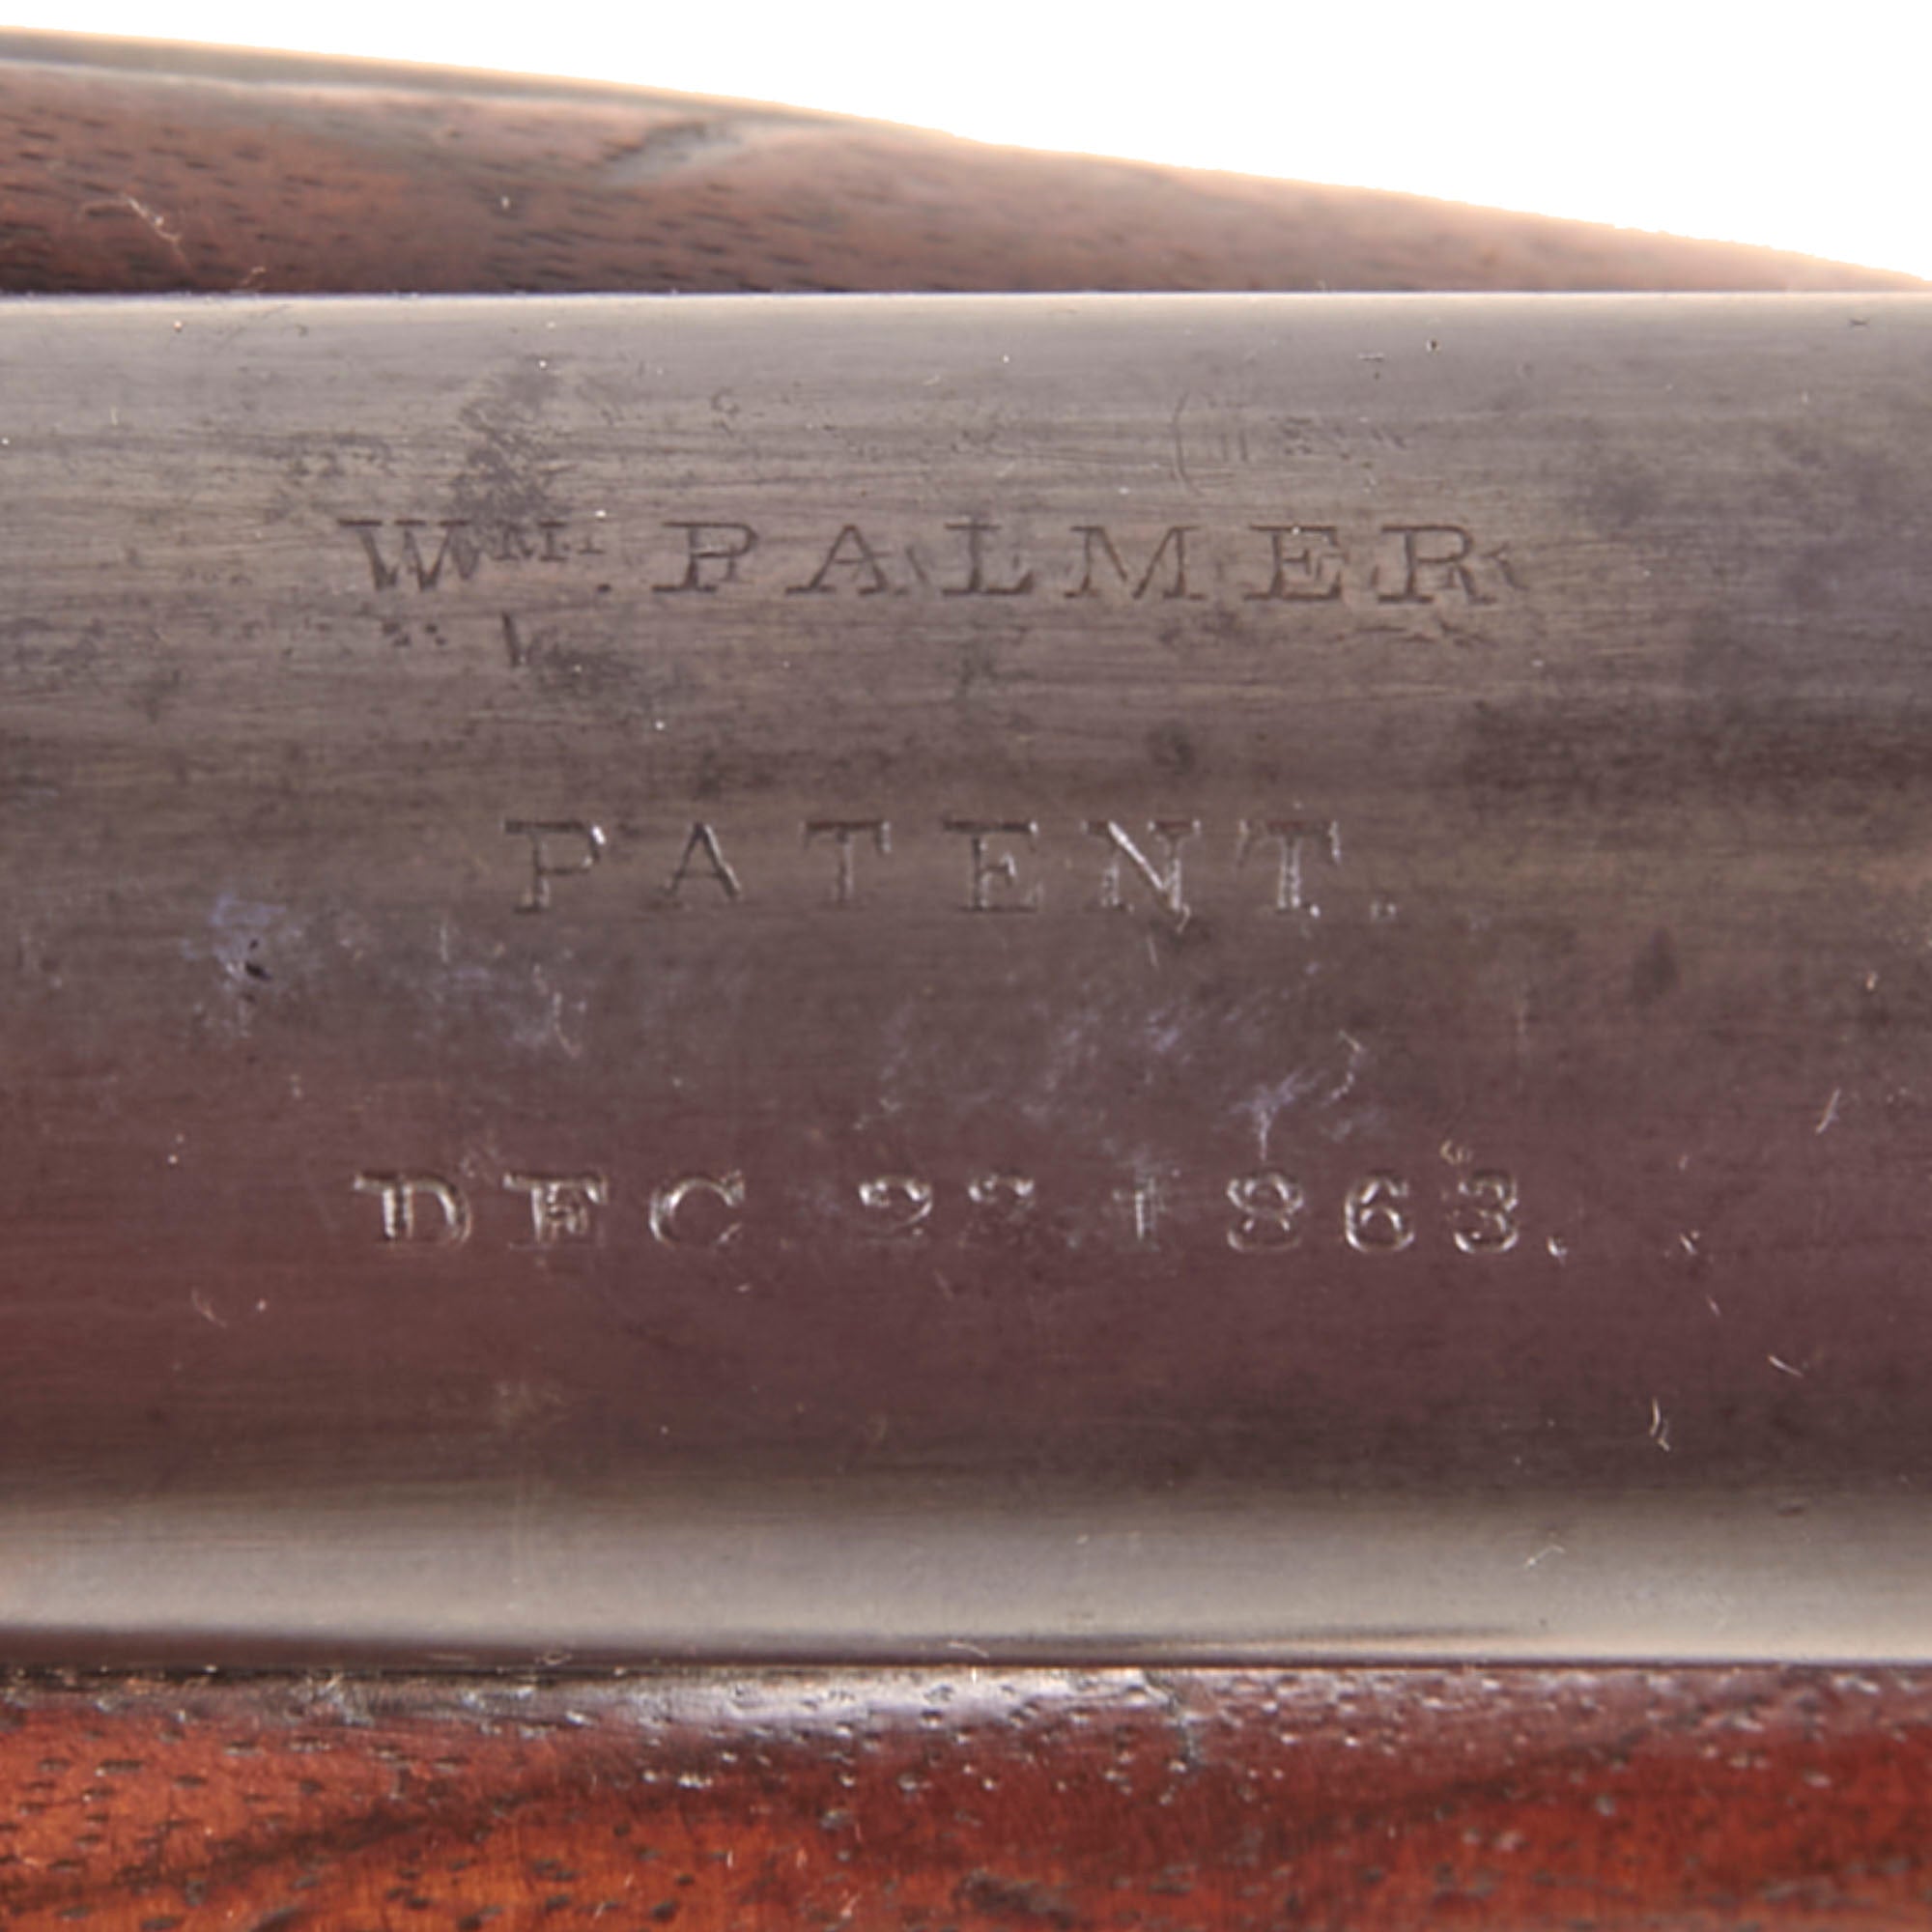 Wᴹ. PALMER
PATENT.
DEC. 22. 1863.